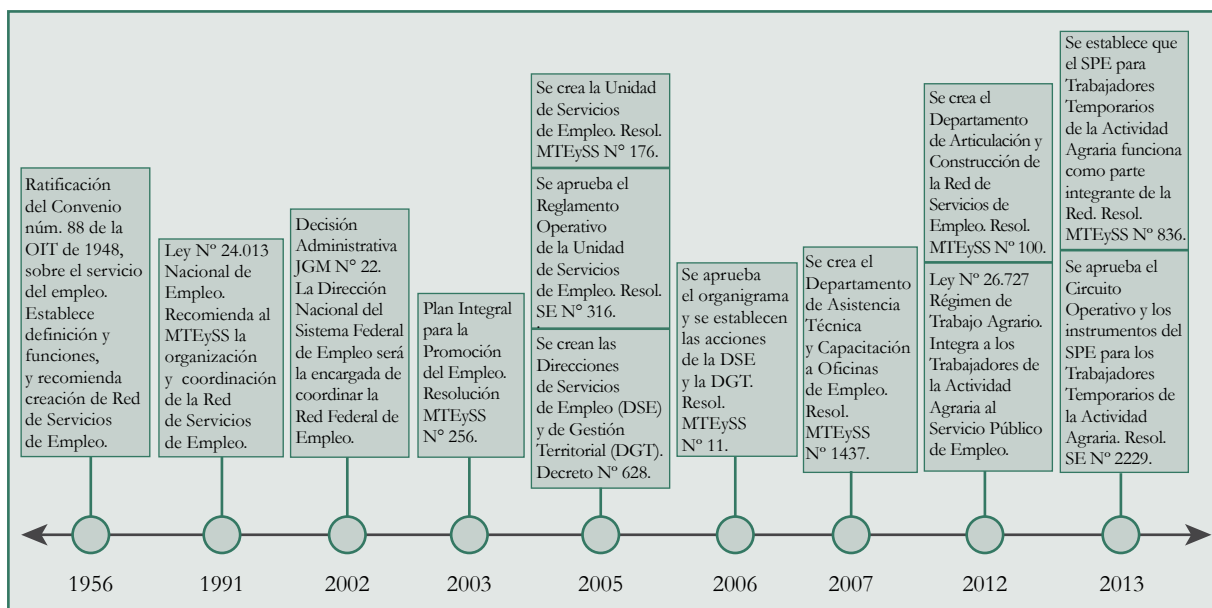 Ratificación
del Convenio
núm. 88 de la
OIT de 1948,
sobre el servicio
del empleo.
Establece
definición y
funciones,
y recomienda
creación de Red
de Servicios
de Empleo.
1956
Ley Nº 24.013
Nacional de
Empleo.
Recomienda al
MTEySS la
organización
y coordinación
de la Red
de Servicios
de Empleo.
1991
Decisión
Administrativa
JGM N° 22.
La Dirección
Nacional del
Sistema Federal
de Empleo será
la encargada de
coordinar la
Red Federal de
Empleo.
2002
Plan Integral
para la
Promoción
del Empleo.
Resolución
MTEySS
N° 256.
2003
Se crea la Unidad
de Servicios
de Empleo. Resol.
MTEySS N° 176.
Se aprueba el
Reglamento
Operativo
de la Unidad
de Servicios
de Empleo. Resol.
SE N° 316.
Se crean las
Direcciones
de Servicios
de Empleo (DSE)
y de Gestión
Territorial (DGT).
Decreto Nº 628.
2005
Se aprueba
el organigrama
y se establecen
las acciones
de la DSE
y la DGT.
Resol.
MTEySS
Nº 11.
2006
Se crea el
Departamento
de Asistencia
Técnica
y Capacitación
a Oficinas
de Empleo.
Resol.
MTEySS
Nº 1437.
2007
Se crea el
Departamento
de Articulación y
Construcción de
la Red de
Servicios de
Empleo. Resol.
MTEySS Nº 100.
Ley Nº 26.727
Régimen de
Trabajo Agrario.
Integra a los
Trabajadores de
la Actividad
Agraria al
Servicio Público
de Empleo.
2012
Se establece que
el SPE para
Trabajadores
Temporarios
de la Actividad
Agraria funciona
como parte
integrante de la
Red. Resol.
MTEySS Nº 836.
Se aprueba el
Circuito
Operativo y los
instrumentos del
SPE para los
Trabajadores
Temporarios de
la Actividad
Agraria. Resol.
SE Nº 2229.
2013